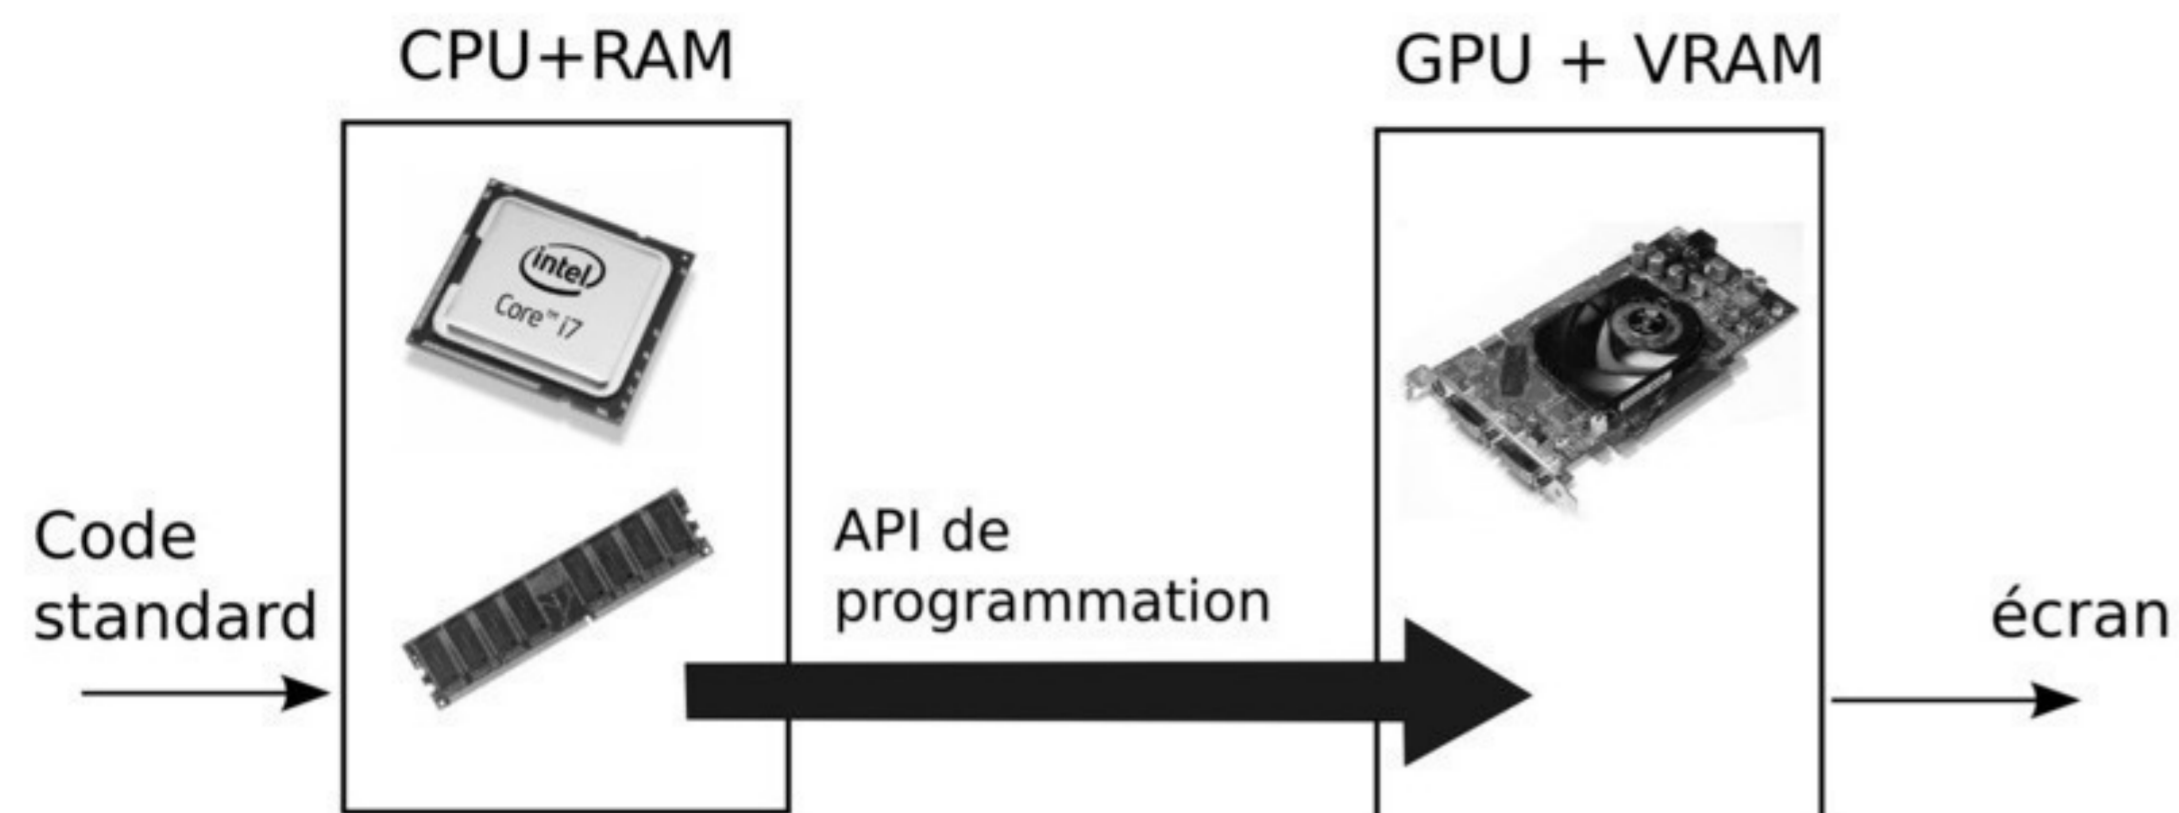 CPU+RAM
GPU + VRAM
intel
Core™ i7
Code
standard
API de
programmation
écran